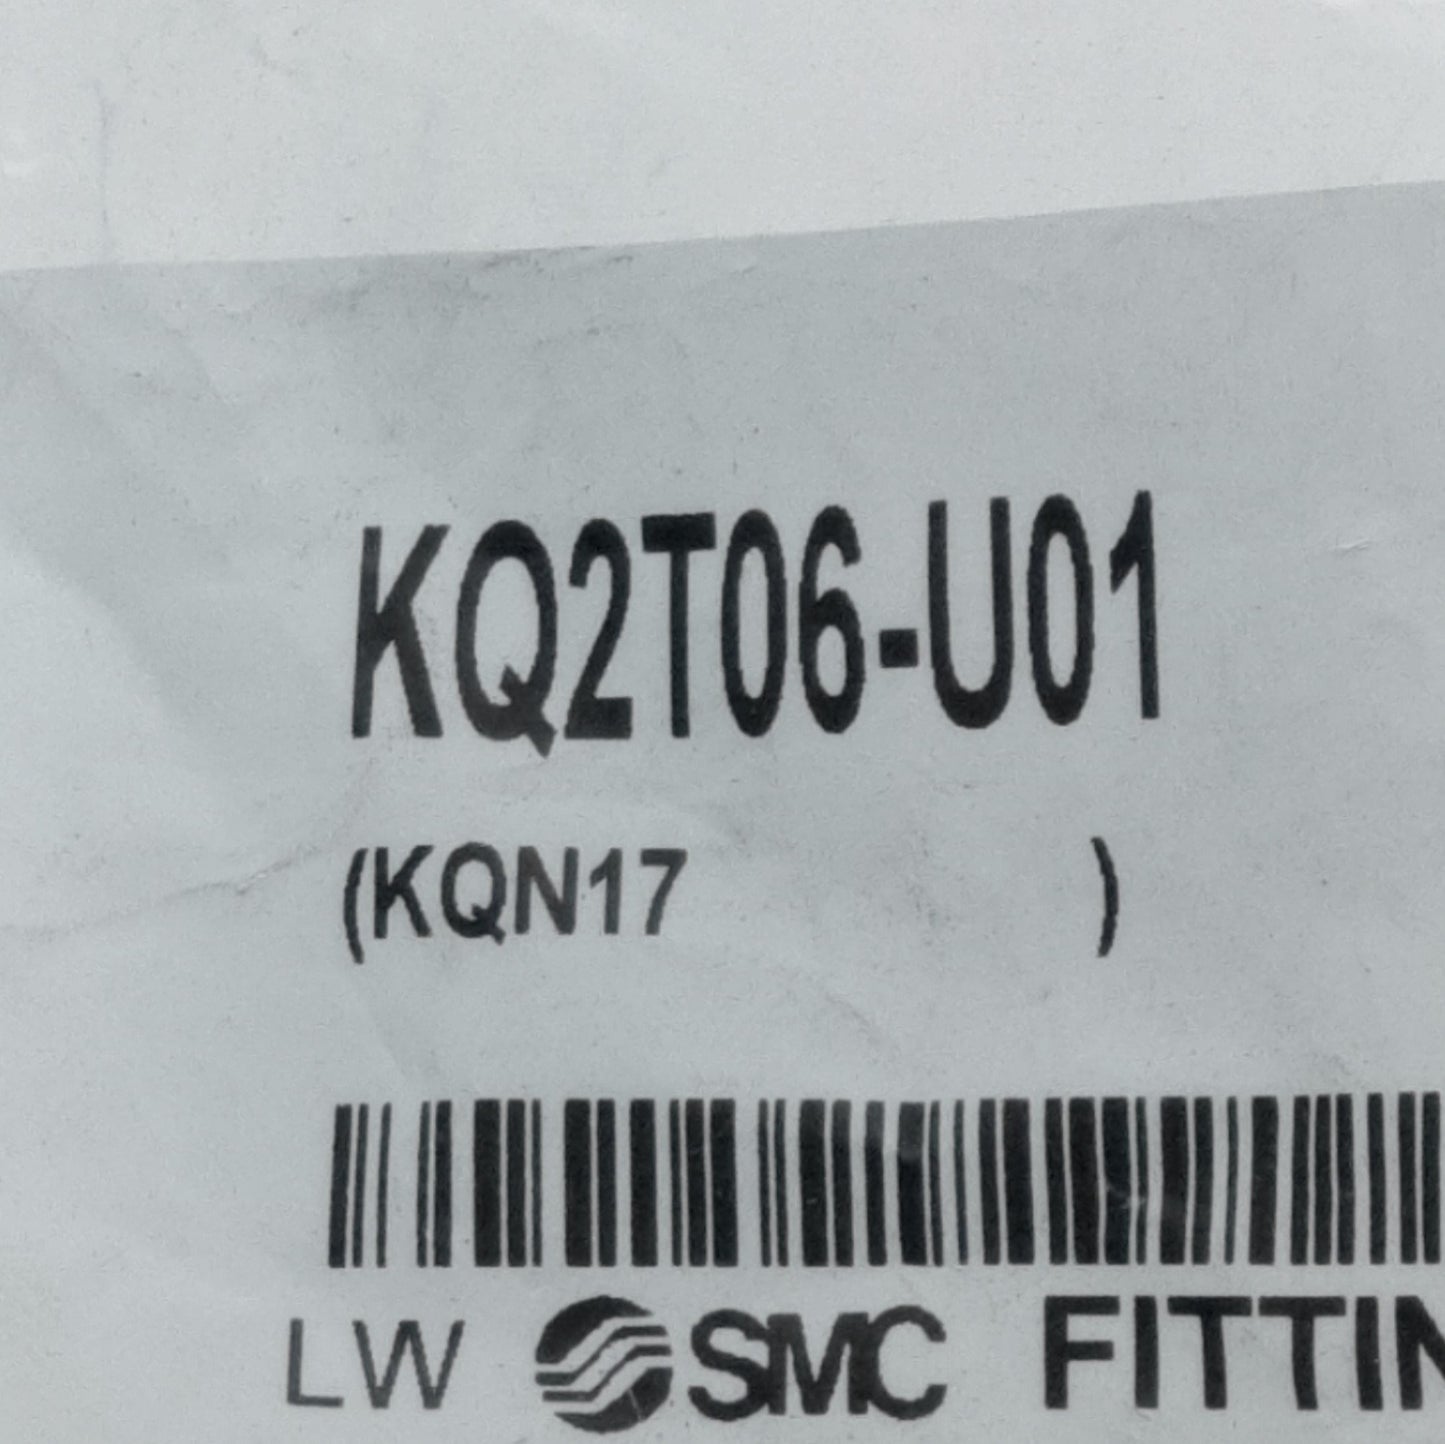 KQ2T06-U01
(KQN17 )
LW SMC FITTIN